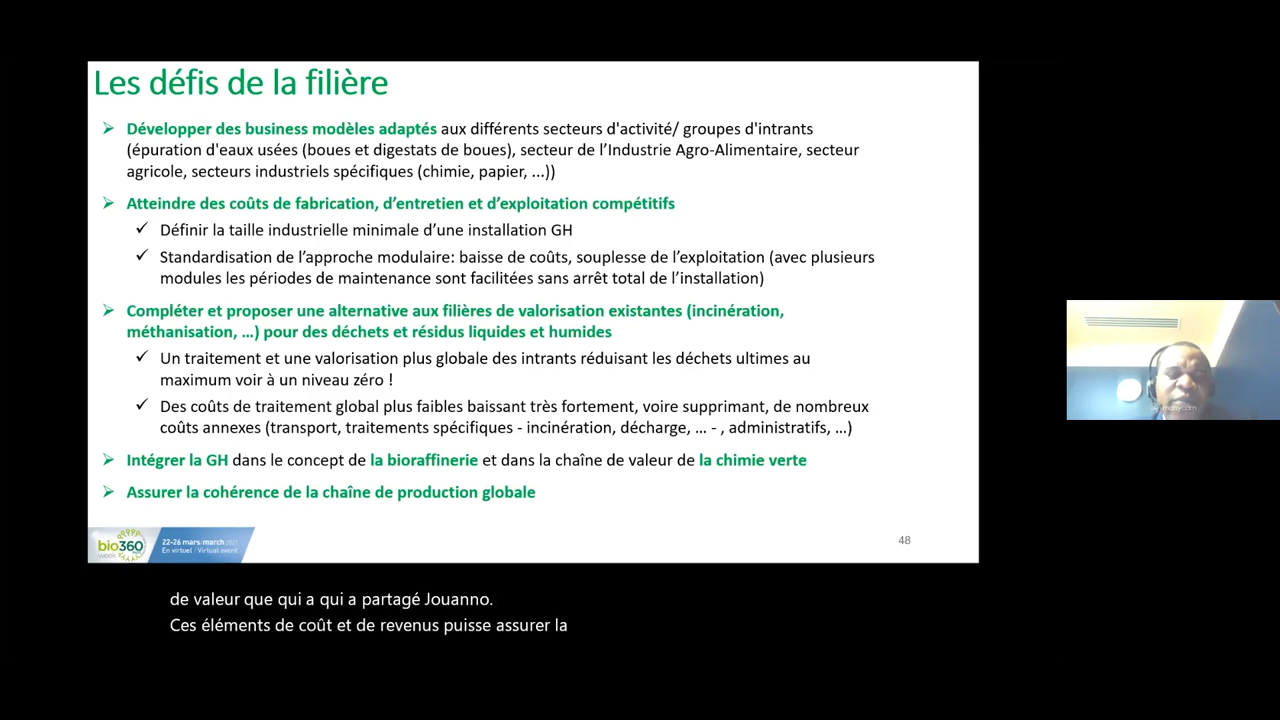 Les défis de la filière
Développer des business modèles adaptés aux différents secteurs d'activité/ groupes d'intrants
(épuration d'eaux usées (boues et digestats de boues), secteur de l’Industrie Agro-Alimentaire, secteur
agricole, secteurs industriels spécifiques (chimie, papier, ...))
Atteindre des coûts de fabrication, d’entretien et d’exploitation compétitifs
Définir la taille industrielle minimale d’une installation GH
Standardisation de l’approche modulaire: baisse de coûts, souplesse de l’exploitation (avec plusieurs
modules les périodes de maintenance sont facilitées sans arrêt total de l’installation)
Compléter et proposer une alternative aux filières de valorisation existantes (incinération,
méthanisation, …) pour des déchets et résidus liquides et humides
Un traitement et une valorisation plus globale des intrants réduisant les déchets ultimes au
maximum voir à un niveau zéro !
Des coûts de traitement global plus faibles baissant très fortement, voire supprimant, de nombreux
coûts annexes (transport, traitements spécifiques - incinération, décharge, … - , administratifs, …)
Intégrer la GH dans le concept de la bioraffinerie et dans la chaîne de valeur de la chimie verte
Assurer la cohérence de la chaîne de production globale
bio360
week
22-26 mars/march 2021
En virtuel / Virtual event
48
de valeur que qui a qui a partagé Jouanno.
Ces éléments de coût et de revenus puisse assurer la